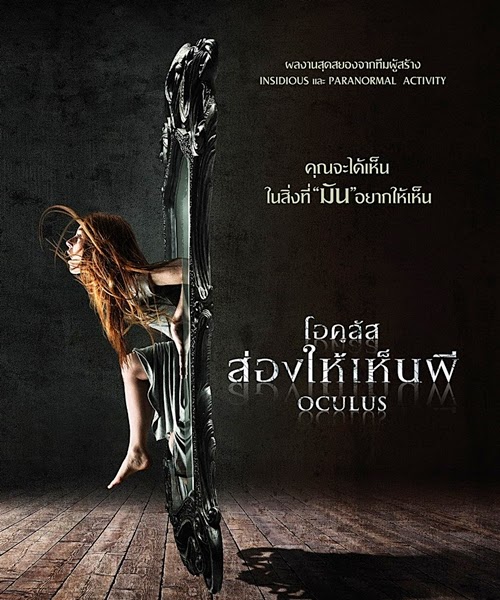 ผลงานสุดสยองจากทีมผู้สร้าง
INSIDIOUS และ PARANORMAL ACTIVITY
คุณจะได้เห็น
ในสิ่งที่ "มัน" อยากให้เห็น
โอคูลัส
ส่องให้เห็นผี
OCULUS